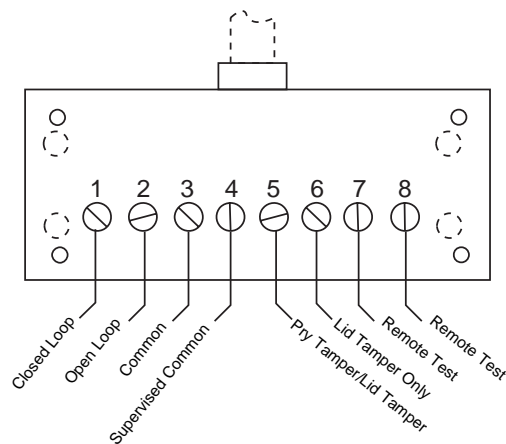 1 2 3 4 5 6 7 8
Closed Loop
Open Loop
Common
Supervised Common
Pry Tamper/Lid Tamper
Lid Tamper Only
Remote Test
Remote Test